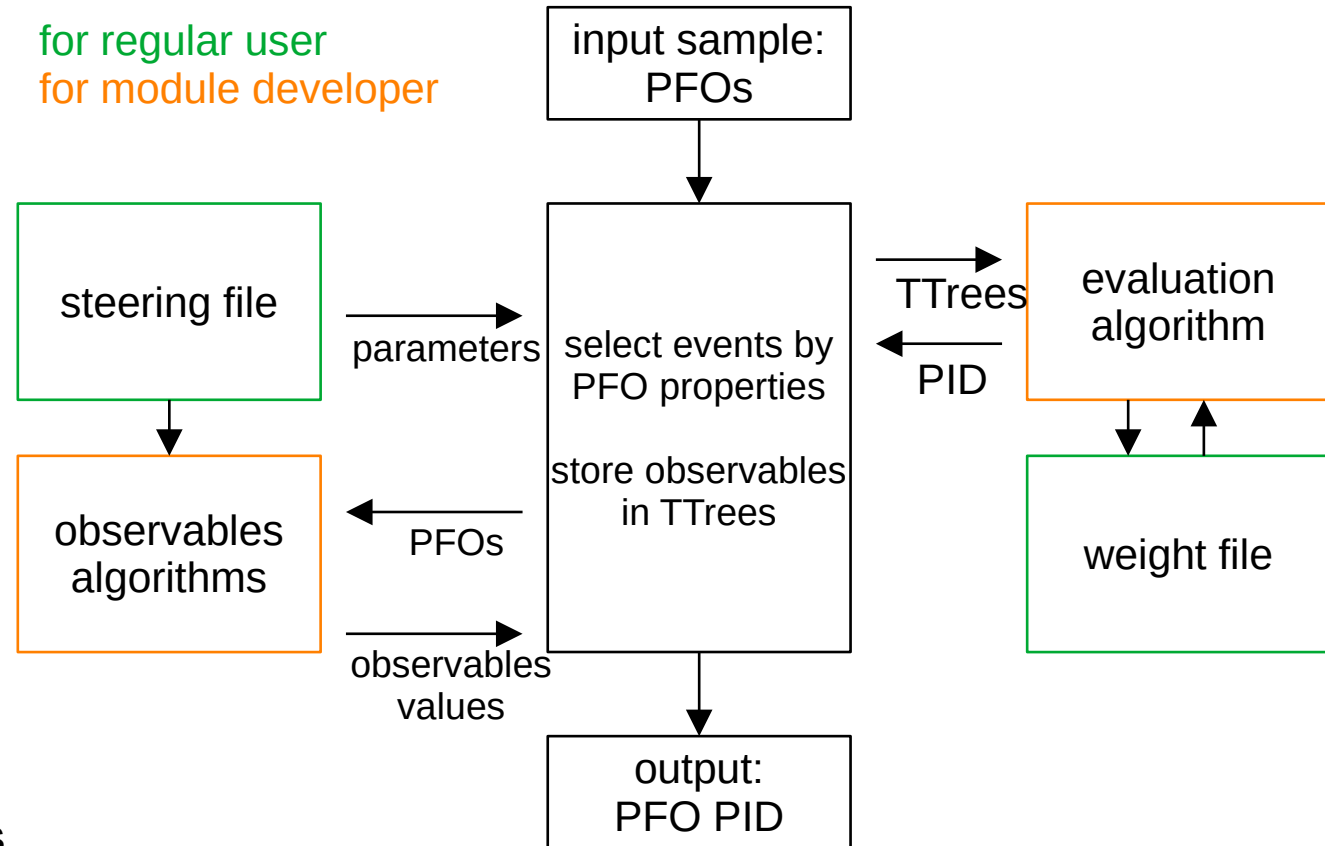 for regular user
for module developer
input sample:
PFOs
steering file
parameters
select events by
PFO properties
store observables
in TTrees
TTrees
PID
evaluation
algorithm
observables
algorithms
PFOs
observables
values
weight file
output:
PFO PID
s